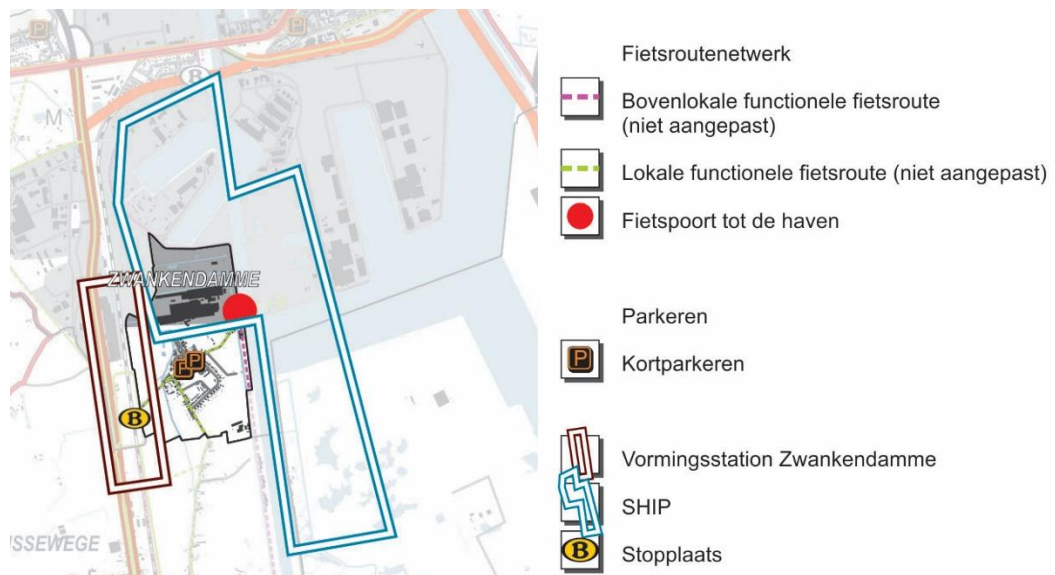 P
P
B
M
ZWANKENDAMME
P
P
B
SSEWEGE
Fietsroutenetwerk
Bovenlokale functionele fietsroute
(niet aangepast)
Lokale functionele fietsroute (niet aangepast)
Fietspoort tot de haven
Parkeren
P
Kortparkeren
Vormingsstation Zwankendamme
SHIP
B
Stopplaats